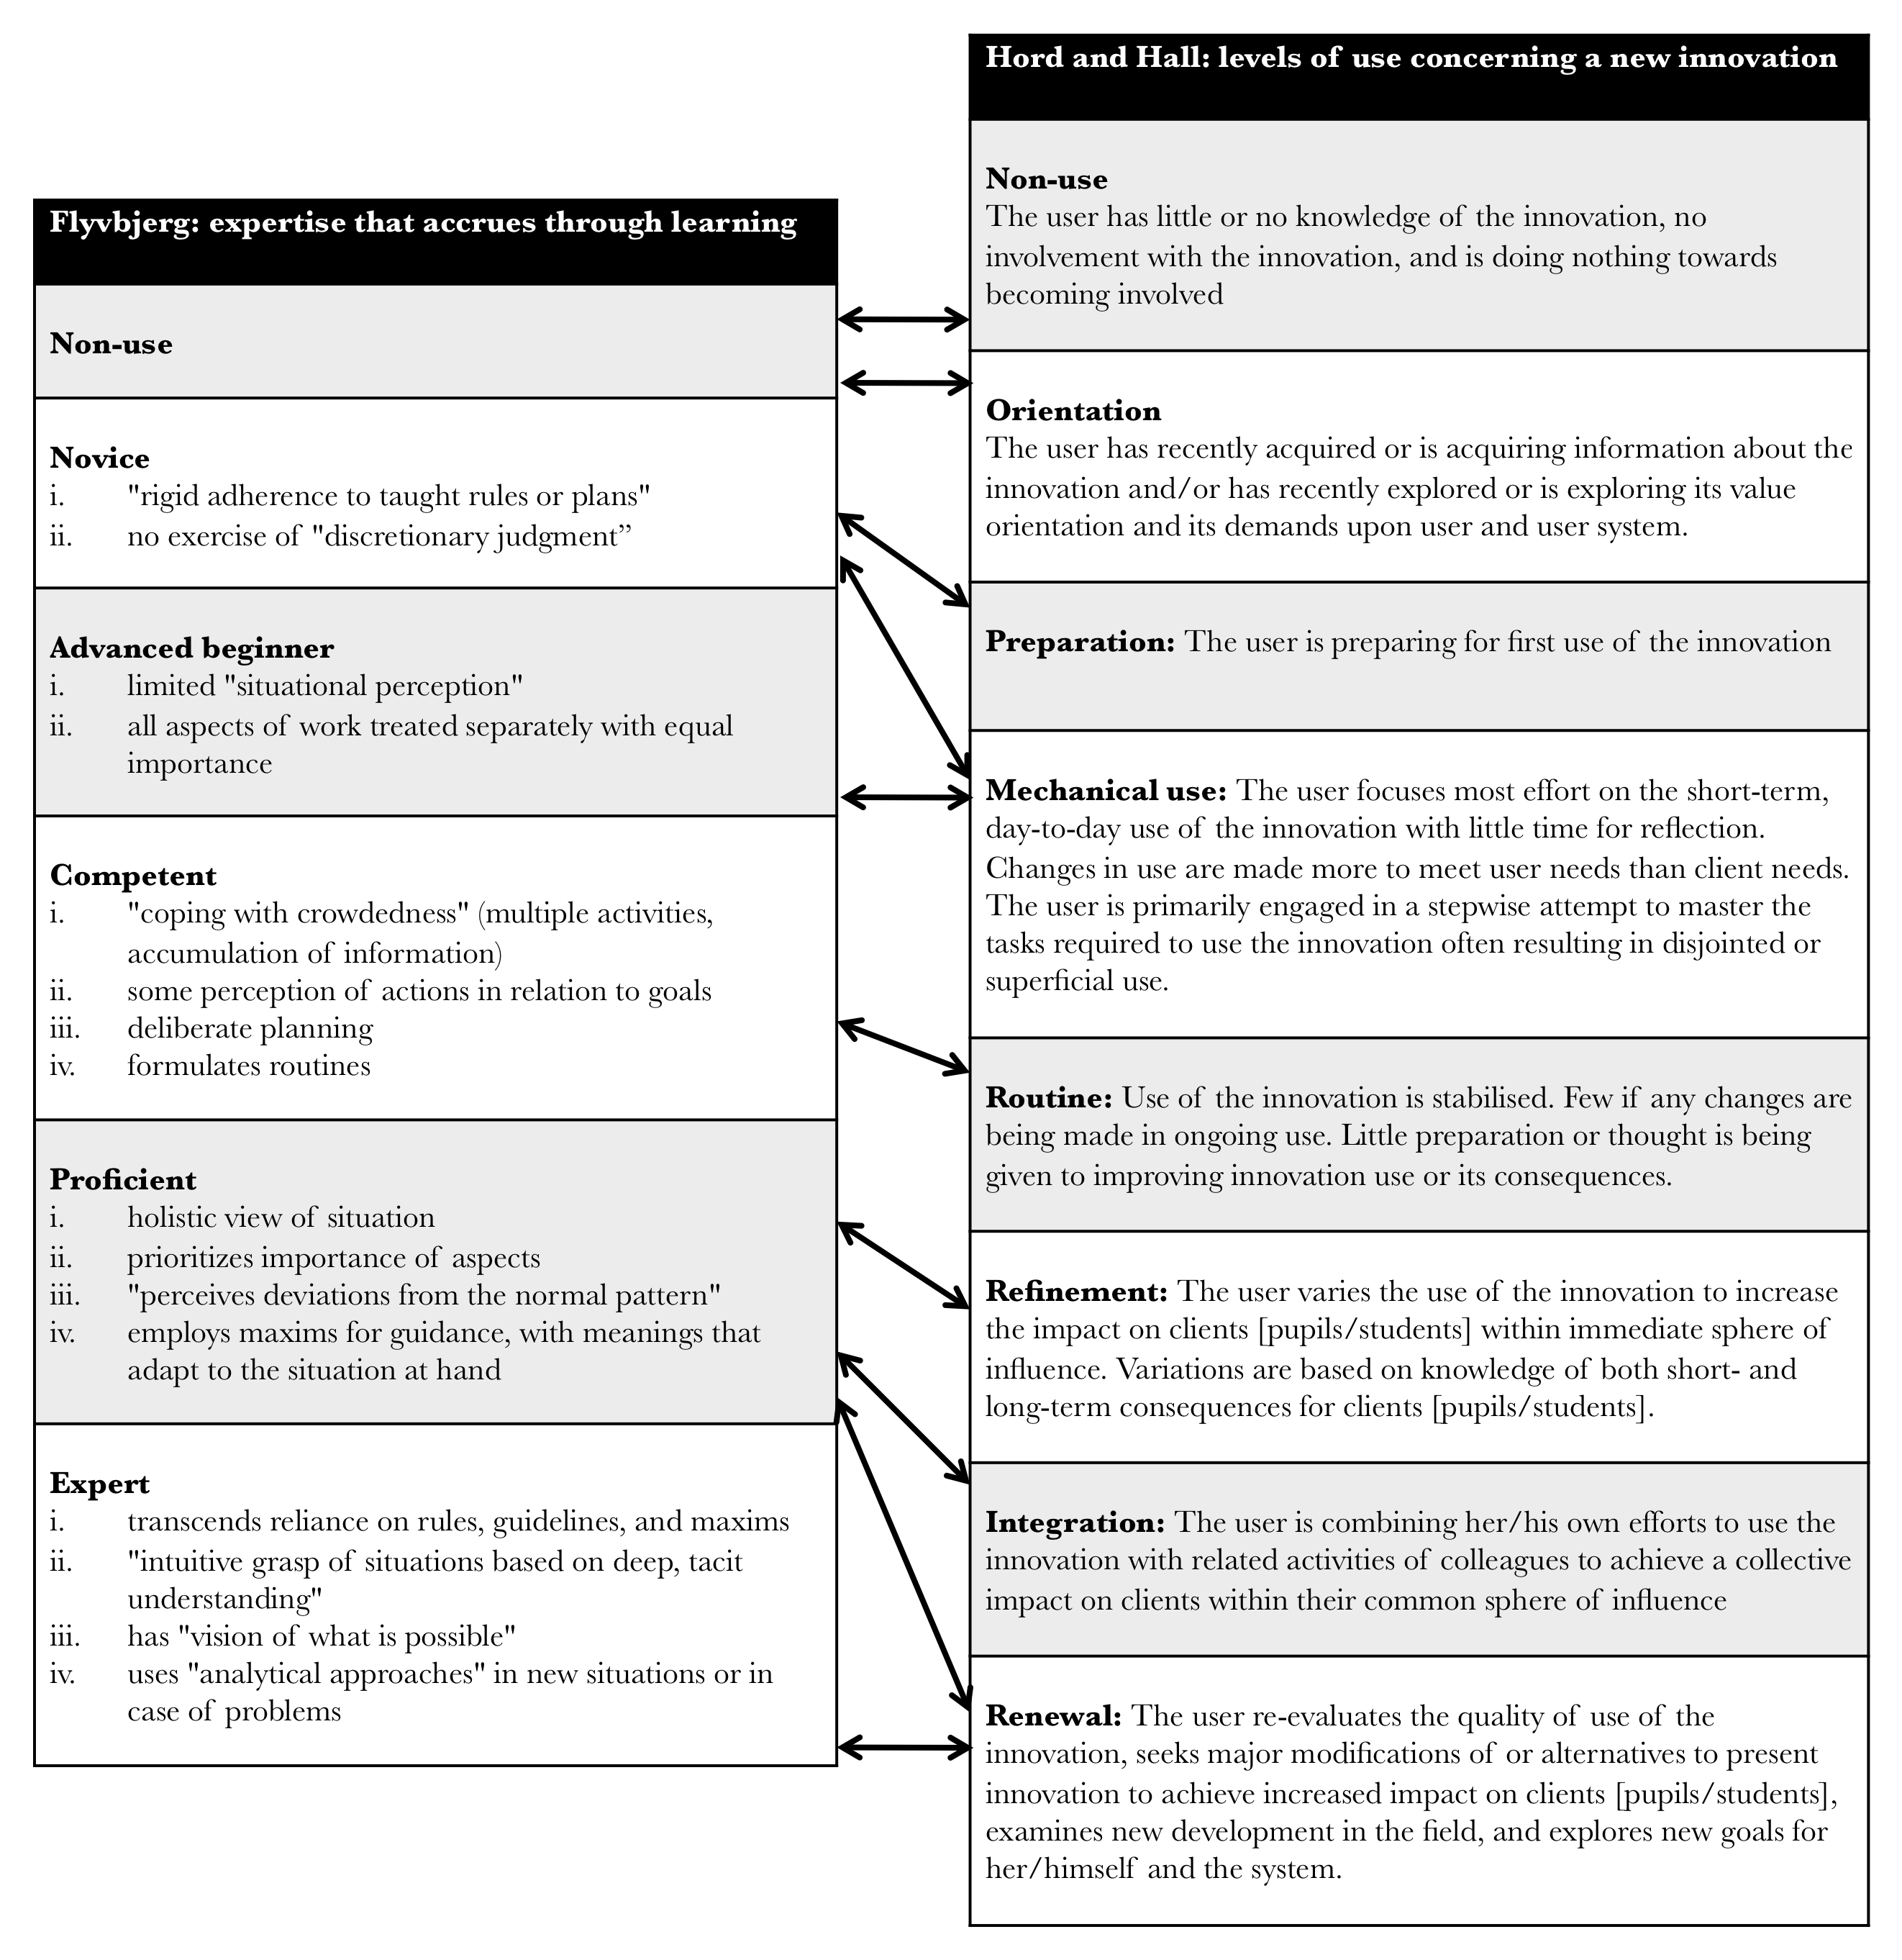 Flyvbjerg: expertise that accrues through learning
Non-use
Novice
i. "rigid adherence to taught rules or plans"
ii. no exercise of "discretionary judgment”
Advanced beginner
i. limited "situational perception"
ii. all aspects of work treated separately with equal
importance
Competent
i. "coping with crowdedness" (multiple activities,
accumulation of information)
ii. some perception of actions in relation to goals
iii. deliberate planning
iv. formulates routines
Proficient
i. holistic view of situation
ii. prioritizes importance of aspects
iii. "perceives deviations from the normal pattern"
iv. employs maxims for guidance, with meanings that
adapt to the situation at hand
Expert
i. transcends reliance on rules, guidelines, and maxims
ii. "intuitive grasp of situations based on deep, tacit
understanding"
iii. has "vision of what is possible"
iv. uses "analytical approaches" in new situations or in
case of problems
Hord and Hall: levels of use concerning a new innovation
Non-use
The user has little or no knowledge of the innovation, no
involvement with the innovation, and is doing nothing towards
becoming involved
Orientation
The user has recently acquired or is acquiring information about the
innovation and/or has recently explored or is exploring its value
orientation and its demands upon user and user system.
Preparation: The user is preparing for first use of the innovation
Mechanical use: The user focuses most effort on the short-term,
day-to-day use of the innovation with little time for reflection.
Changes in use are made more to meet user needs than client needs.
The user is primarily engaged in a stepwise attempt to master the
tasks required to use the innovation often resulting in disjointed or
superficial use.
Routine: Use of the innovation is stabilised. Few if any changes are
being made in ongoing use. Little preparation or thought is being
given to improving innovation use or its consequences.
Refinement: The user varies the use of the innovation to increase
the impact on clients [pupils/students] within immediate sphere of
influence. Variations are based on knowledge of both short- and
long-term consequences for clients [pupils/students].
Integration: The user is combining her/his own efforts to use the
innovation with related activities of colleagues to achieve a collective
impact on clients within their common sphere of influence
Renewal: The user re-evaluates the quality of use of the
innovation, seeks major modifications of or alternatives to present
innovation to achieve increased impact on clients [pupils/students],
examines new development in the field, and explores new goals for
her/himself and the system.